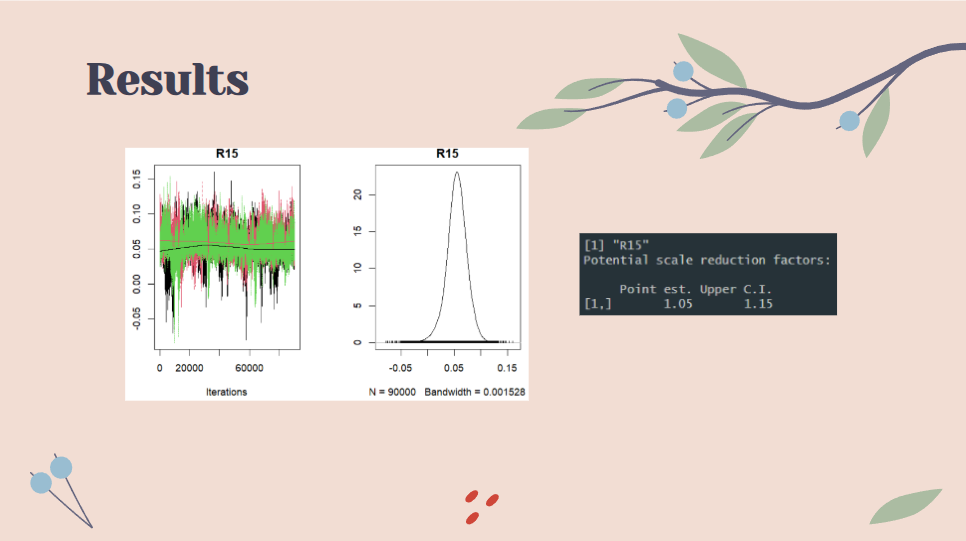 Results
R15
0.15
0.10
0.05
0.00
-0.05
0 20000 60000
Iterations
R15
20
15
10
5
0
-0.05 0.05 0.15
N = 90000 Bandwidth = 0.001528
[1] "R15"
Potential scale reduction factors:
Point est. Upper C.I.
[1,] 1.05 1.15